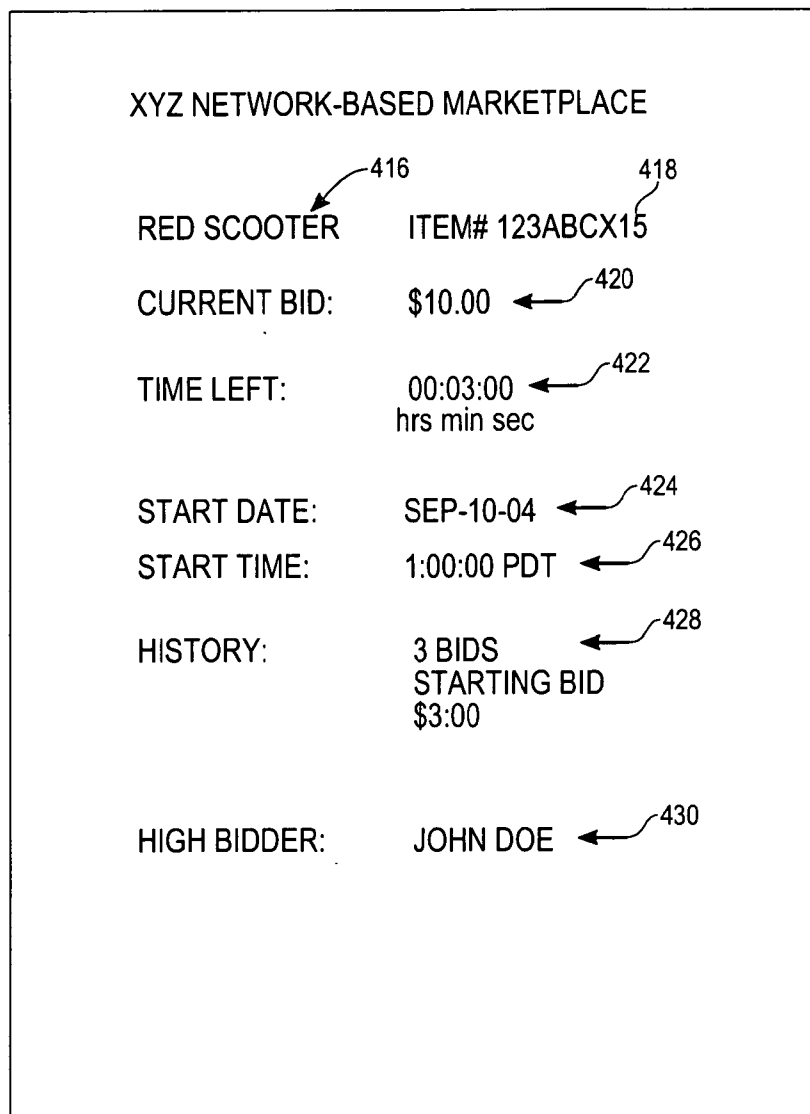 XYZ NETWORK-BASED MARKETPLACE
416
418
RED SCOOTER ITEM# 123ABCX15
CURRENT BID: $10.00 420
TIME LEFT: 00:03:00 422
hrs min sec
START DATE: SEP-10-04 424
START TIME: 1:00:00 PDT 426
HISTORY: 3 BIDS 428
STARTING BID
$3:00
HIGH BIDDER: JOHN DOE 430